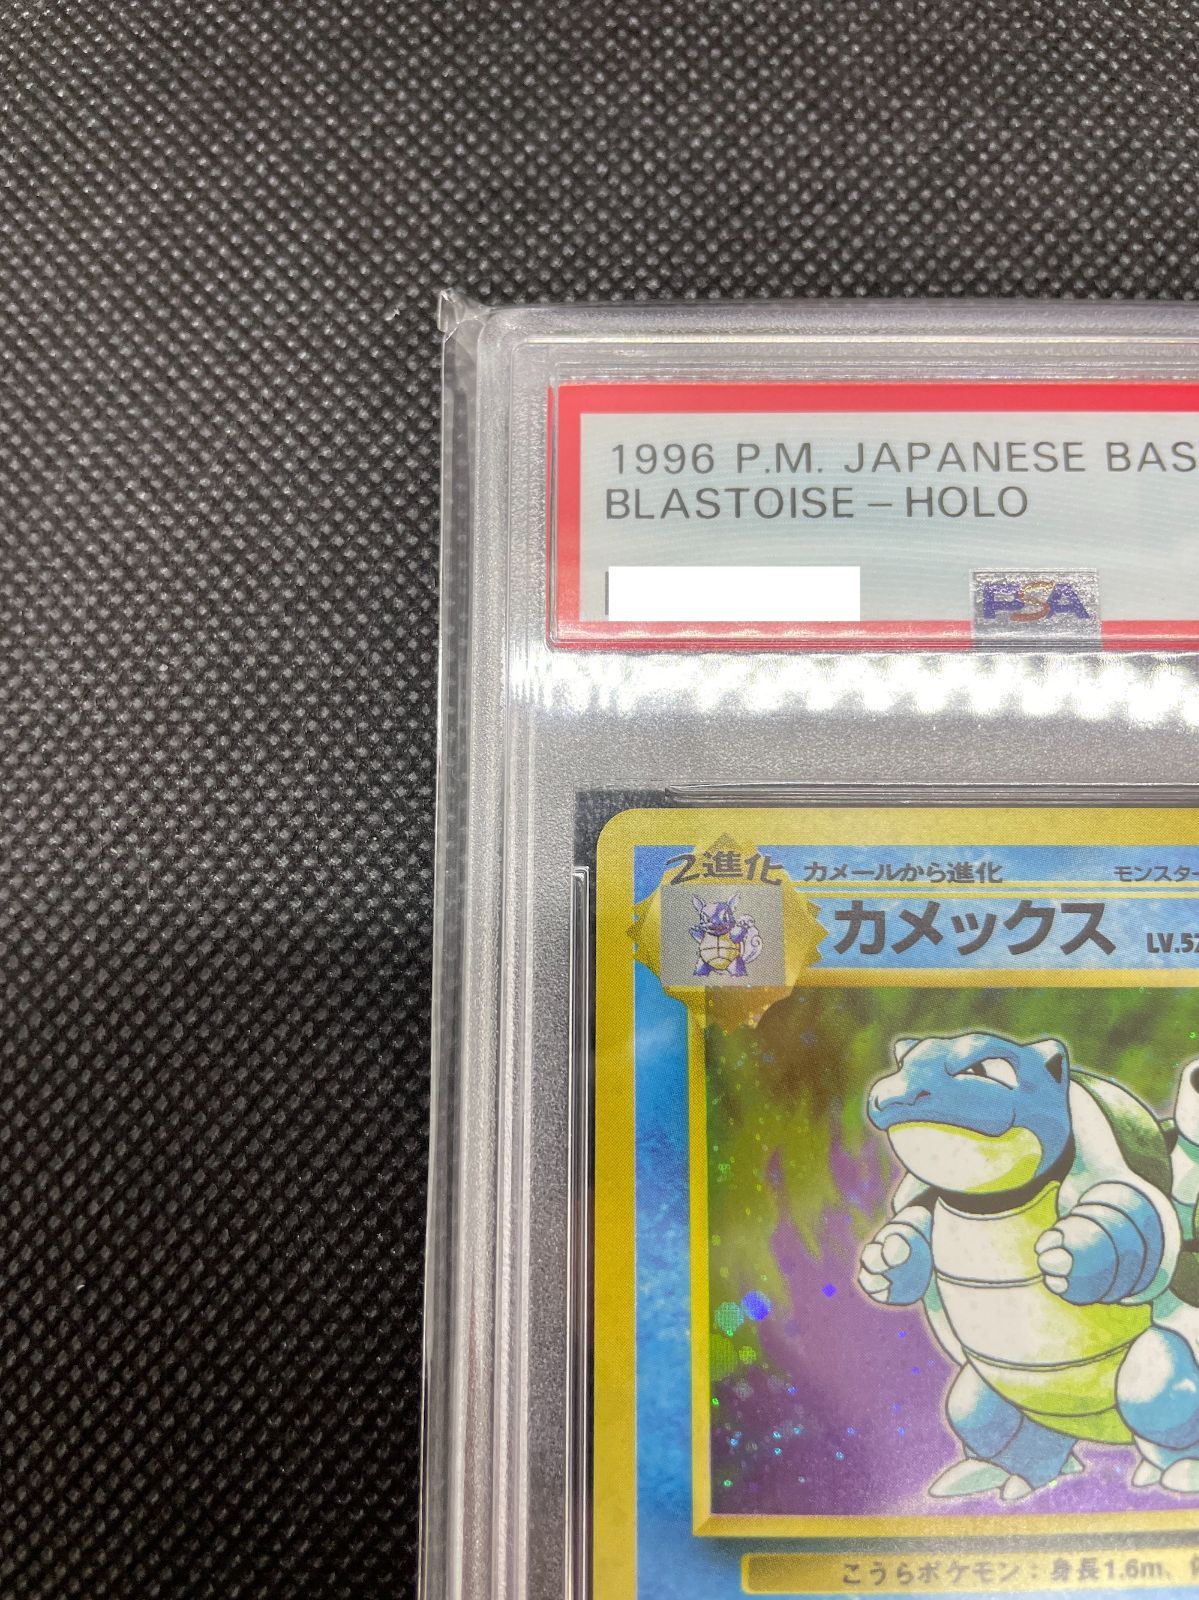 1996 P.M. JAPANESE BAS
BLASTOISE – HOLO
PSA
2進化
カメールから進化
モンスター
カメックス
LV.52
こうらポケモン：身長1.6m、